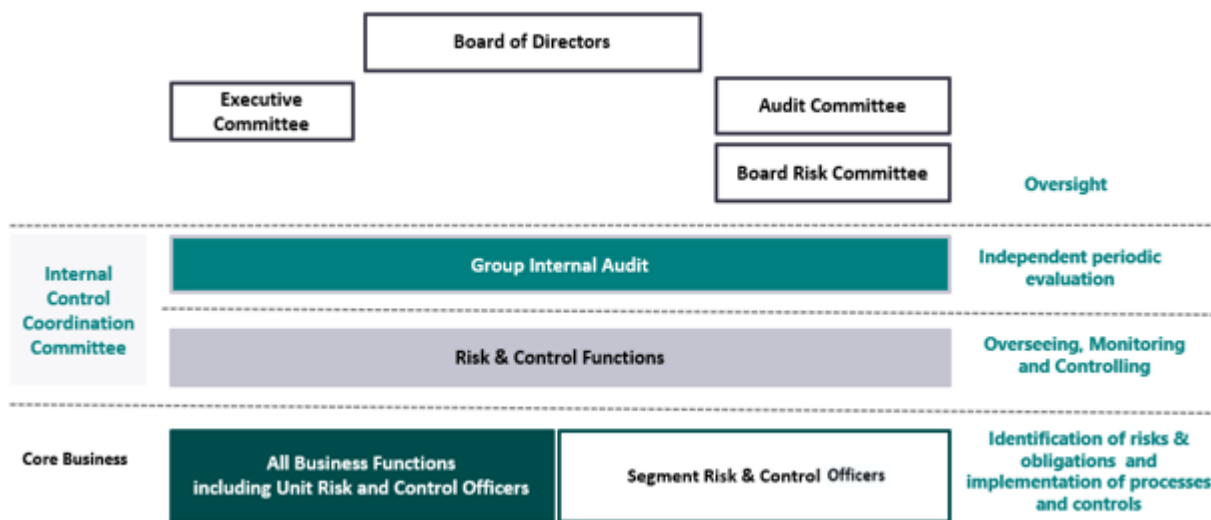 Board of Directors
Executive
Committee
Audit Committee
Board Risk Committee
Oversight
Internal
Control
Coordination
Committee
Group Internal Audit
Independent periodic
evaluation
Risk & Control Functions
Overseeing, Monitoring
and Controlling
Core Business
All Business Functions
including Unit Risk and Control Officers
Segment Risk & Control Officers
Identification of risks &
obligations and
implementation of processes
and controls